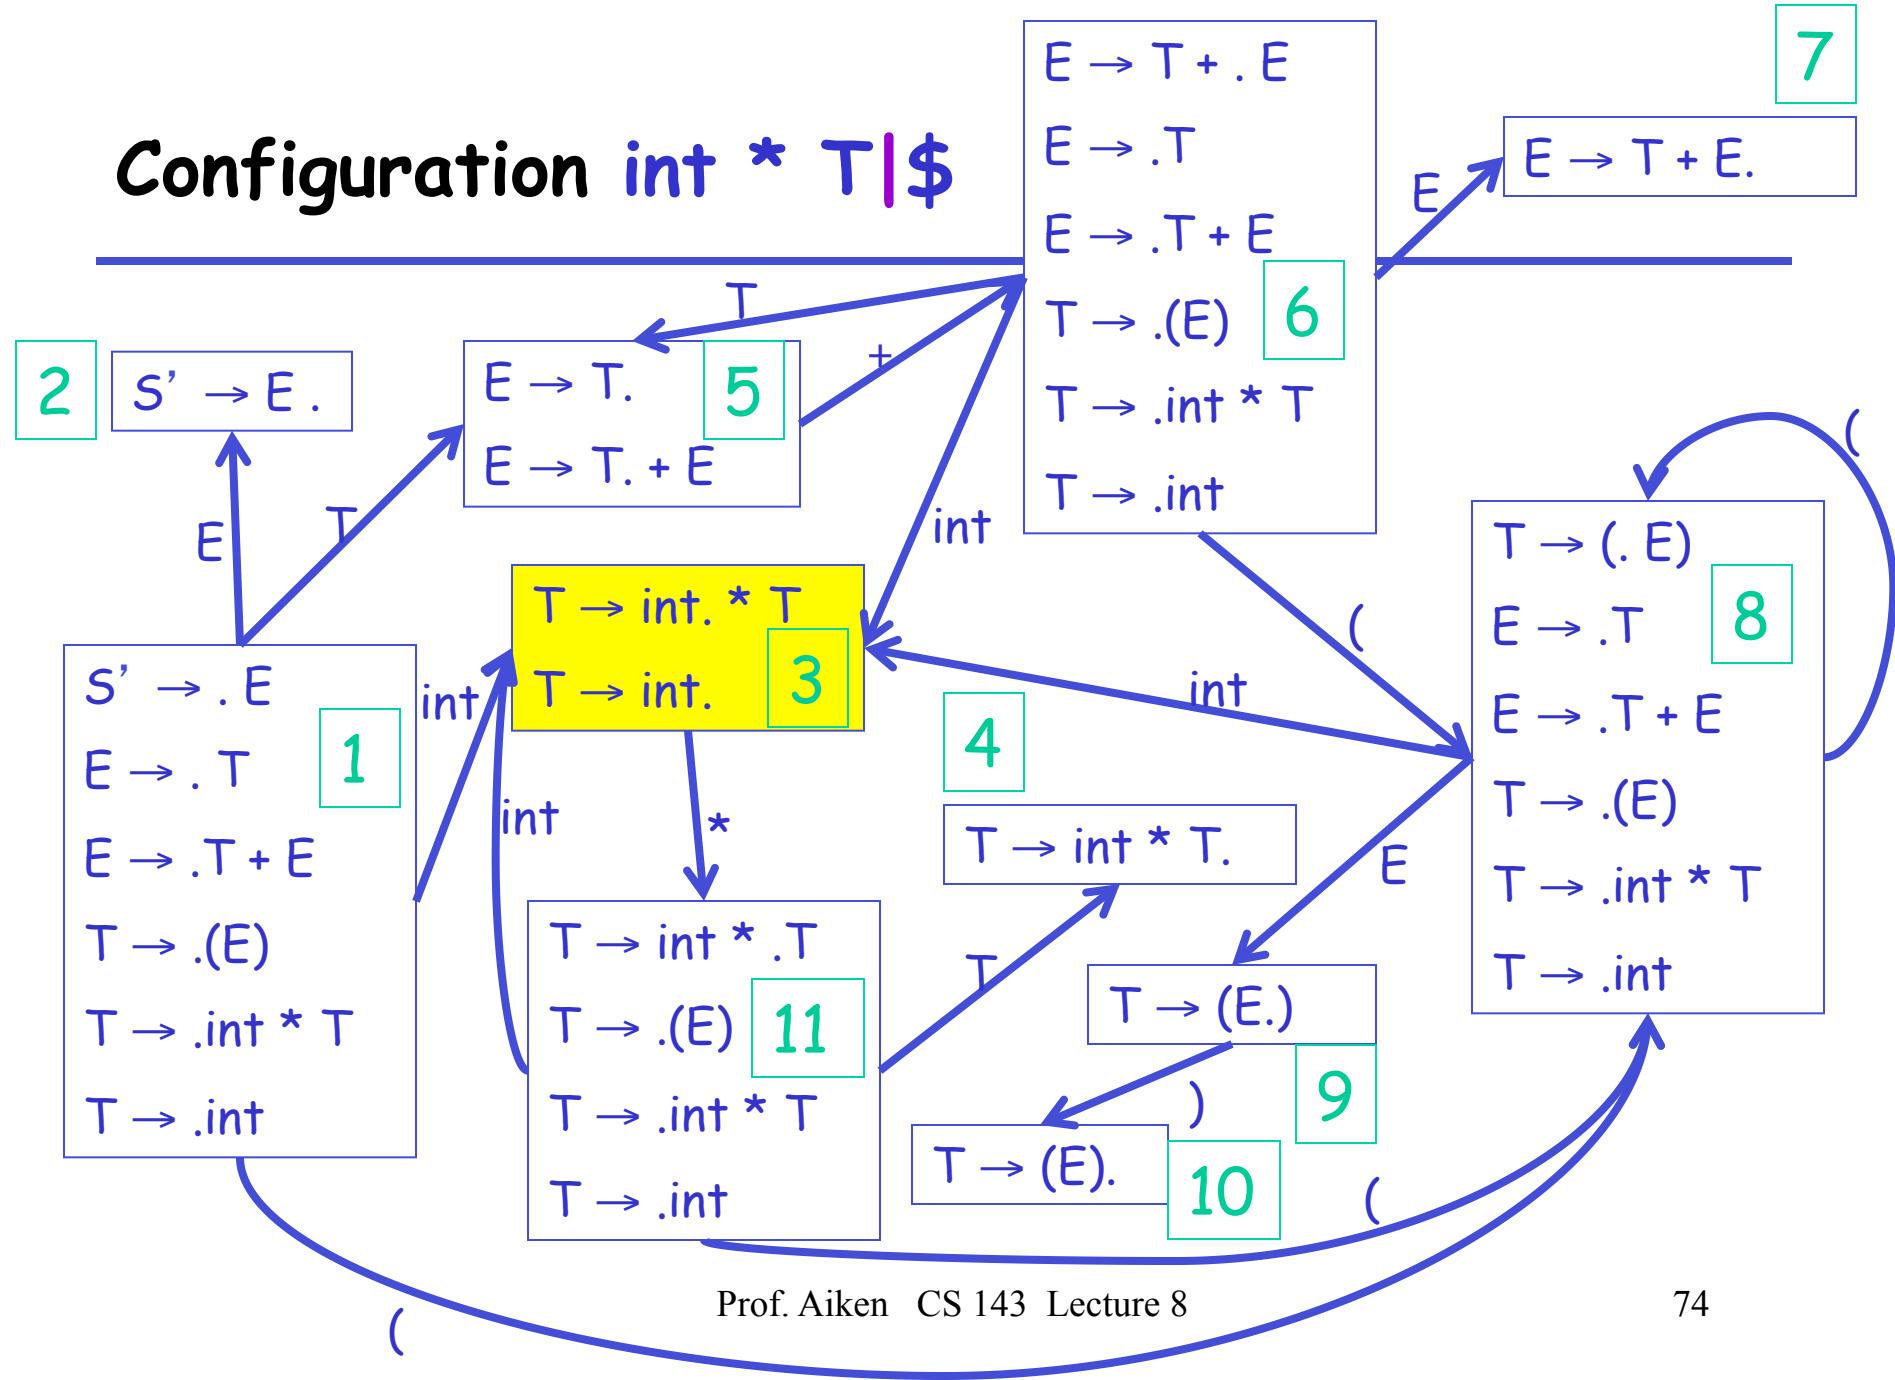 Configuration int * T|$
E → T + . E
E → .T
E → .T + E
T → .(E)
T → .int * T
T → .int
6
7
E → T + E.
E
T
+
2
S’ → E .
5
E → T.
E → T. + E
E
T
int
(
(
T → int. * T
T → int.
3
int
int
4
8
T → (. E)
E → .T
E → .T + E
T → .(E)
T → .int * T
T → .int
1
S’ → . E
E → . T
E → .T + E
T → .(E)
T → .int * T
T → .int
int
*
T → int * T.
E
11
T → int * .T
T → .(E)
T → .int * T
T → .int
T
T → (E.)
9
)
T → (E).
10
(
(
Prof. Aiken CS 143 Lecture 8
74